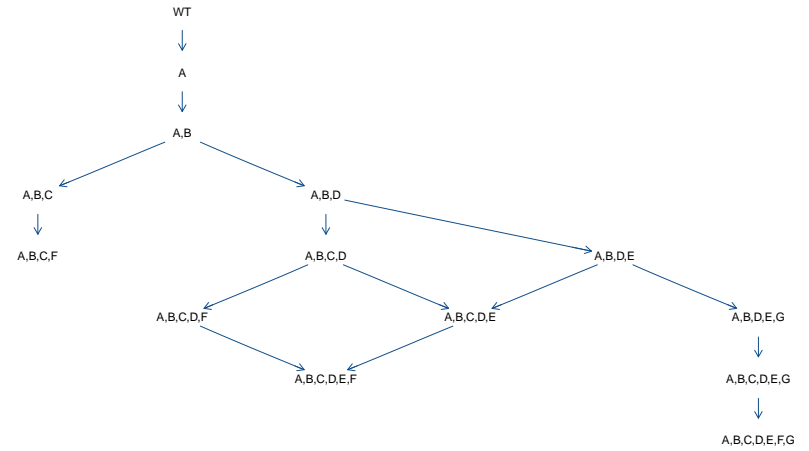 WT
A
A,B
A,B,C
A,B,D
A,B,C,F
A,B,C,D
A,B,D,E
A,B,C,D,F
A,B,C,D,E
A,B,D,E,G
A,B,C,D,E,F
A,B,C,D,E,G
A,B,C,D,E,F,G